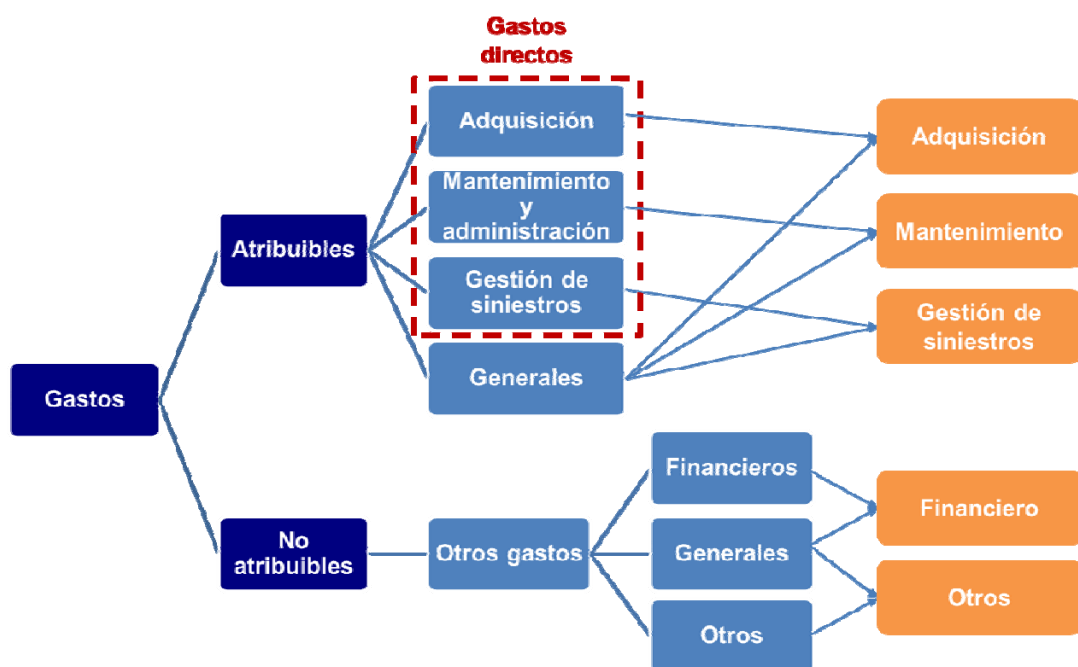 Gastos
directos
Adquisición
Mantenimiento
y
administración
Gestión de
siniestros
Generales
Atribuibles
Gastos
No
atribuibles
Otros gastos
Financieros
Generales
Otros
Adquisición
Mantenimiento
Gestión de
siniestros
Financiero
Otros